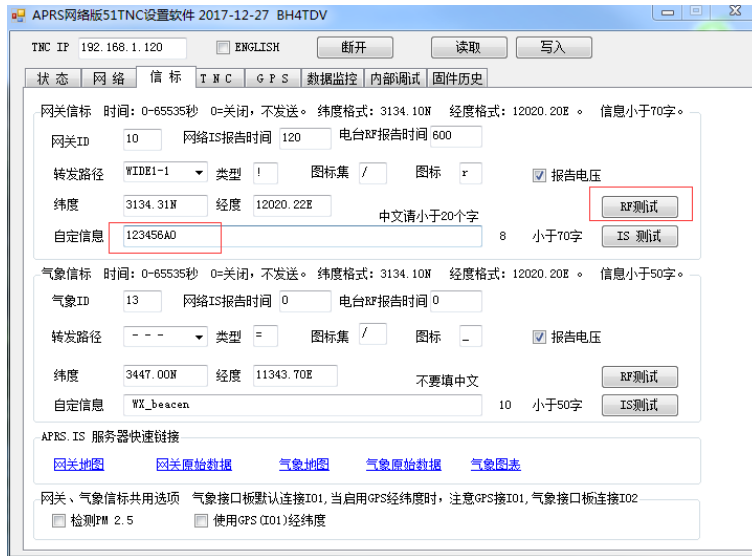 APRS网络版51TNC设置软件 2017-12-27 BH4TDV
TNC IP 192.168.1.120 ENGLISH 断开 读取 写入
状态 网络 信标 TNC GPS 数据监控 内部调试 固件历史
网关信标 时间: 0-65535秒 0=关闭,不发送。 纬度格式: 3134.10N 经度格式: 12020.20E 。 信息小于70字。
网关ID 10 网络IS报告时间 120 电台RF报告时间 600
转发路径 WIDE1-1 类型 ! 图标集 / 图标 r 报告电压
纬度 3134.31N 经度 12020.22E 中文请小于20个字 RF测试
自定信息 123456A0 8 小于70字 IS 测试
气象信标 时间: 0-65535秒 0=关闭,不发送。 纬度格式: 3134.10N 经度格式: 12020.20E 。 信息小于50字。
气象ID 13 网络IS报告时间 0 电台RF报告时间 0
转发路径 - - - 类型 = 图标集 / 图标 _ 报告电压
纬度 3447.00N 经度 11343.70E 不要填中文 RF测试
自定信息 WX_beacen 10 小于50字 IS测试
APRS.IS 服务器快速链接
网关地图 网关原始数据 气象地图 气象原始数据 气象图表
网关、气象信标共用选项 气象接口板默认连接IO1,当启用GPS经纬度时,注意GPS接IO1,气象接口板连接IO2
检测PM 2.5 使用GPS(IO1)经纬度